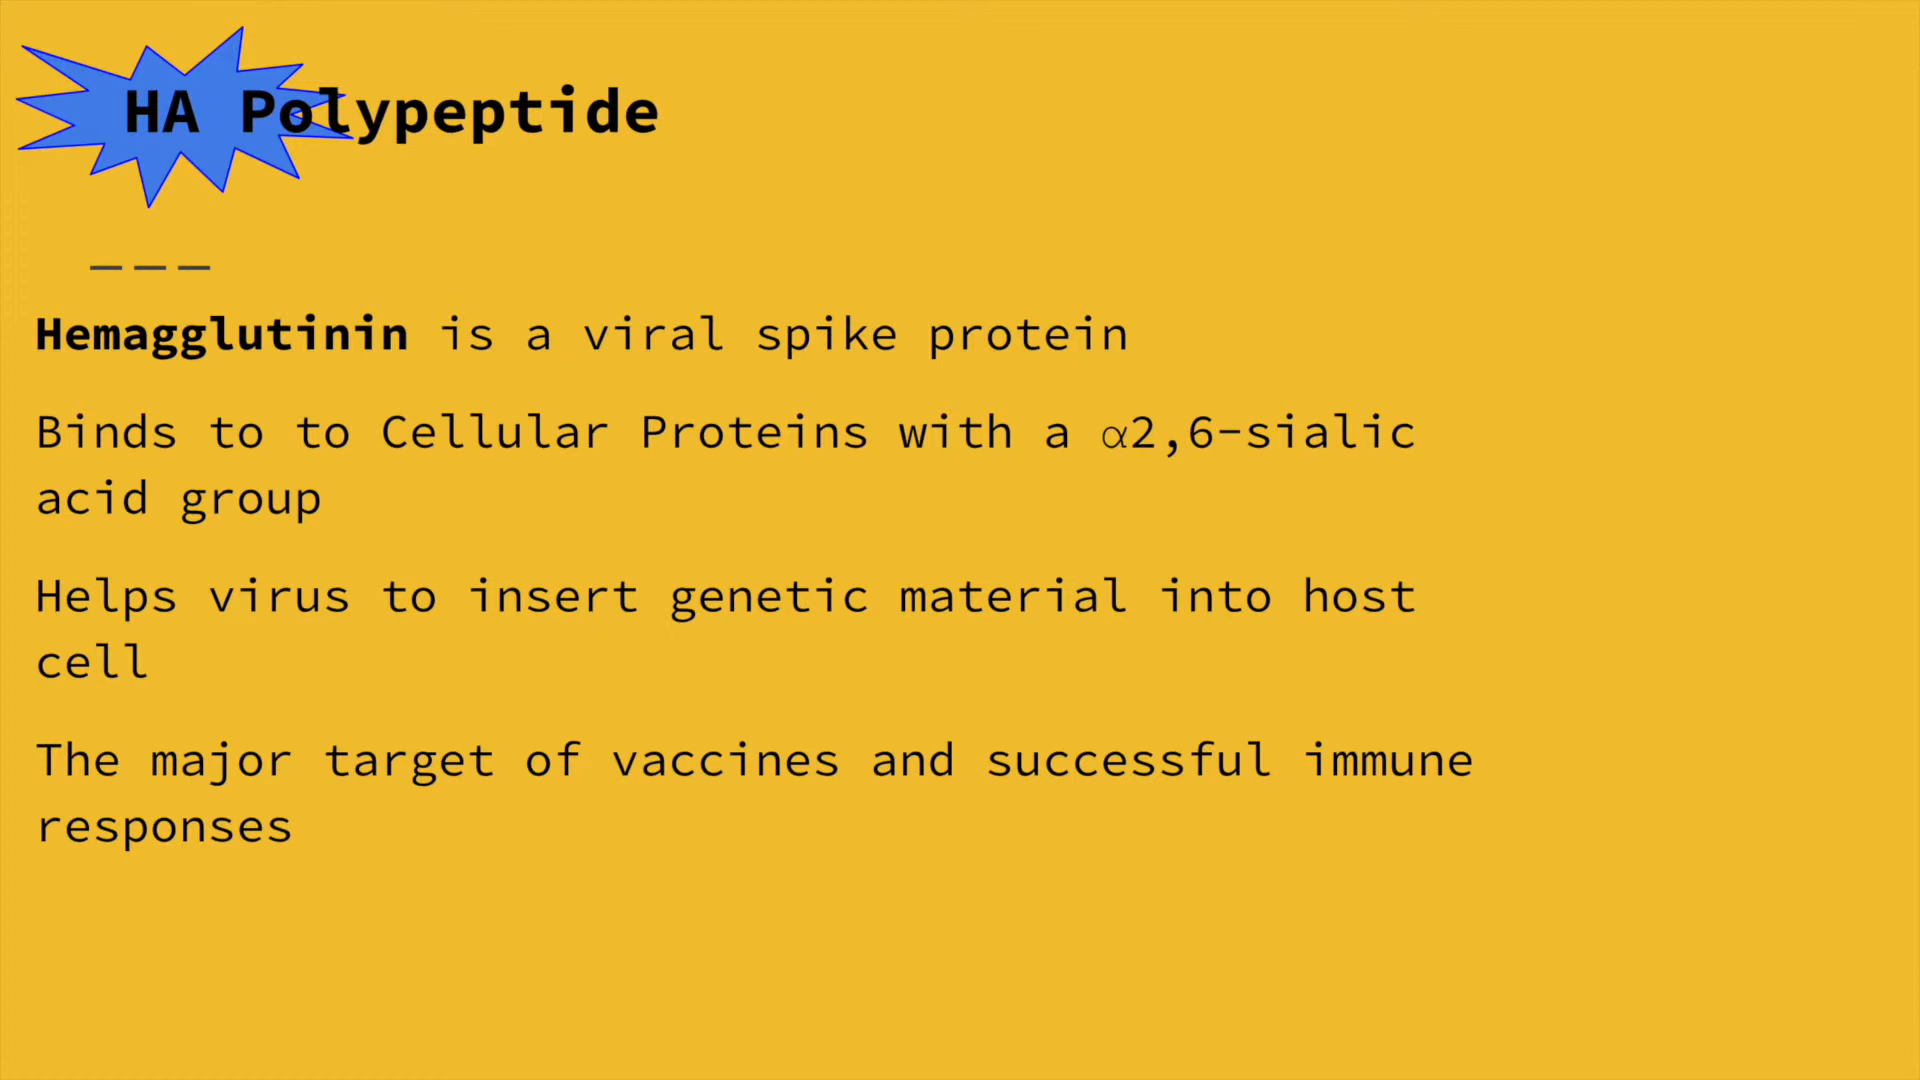 HA Polypeptide
Hemagglutinin is a viral spike protein
Binds to to Cellular Proteins with a α2,6-sialic
acid group
Helps virus to insert genetic material into host
cell
The major target of vaccines and successful immune
responses